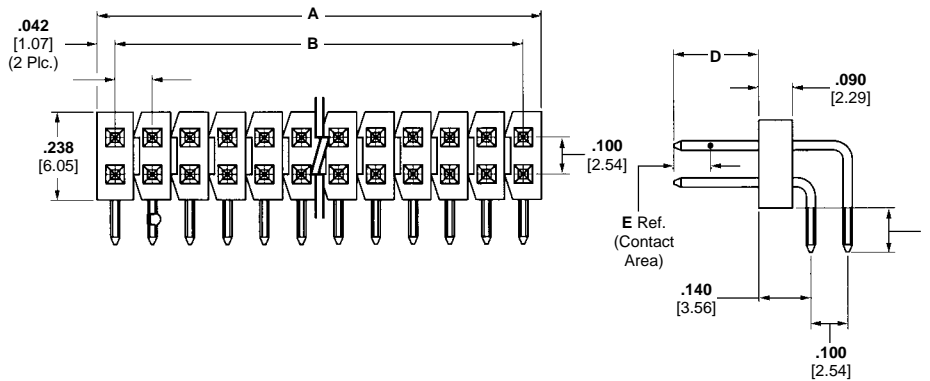 A
.042
[1.07]
(2 Plc.)
B
D
.090
[2.29]
.238
[6.05]
.100
[2.54]
E Ref.
(Contact
Area)
.140
[3.56]
.100
[2.54]